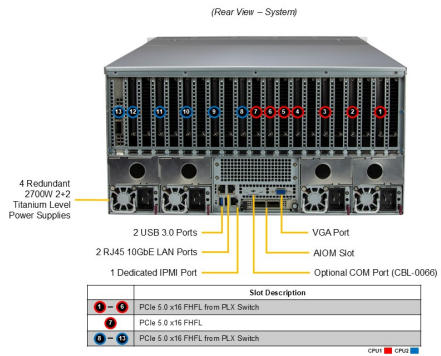 (Rear View – System)
13 12 11 10 9 8 7 6 5 4 3 2 1
4 Redundant
2700W 2+2
Titanium Level
Power Supplies
2 USB 3.0 Ports
VGA Port
2 RJ45 10GbE LAN Ports
AIOM Slot
1 Dedicated IPMI Port
Optional COM Port (CBL-0066)
Slot Description
1 – 6 PCIe 5.0 x16 FHFL from PLX Switch
7 PCIe 5.0 x16 FHFL
8 – 13 PCIe 5.0 x16 FHFL from PLX Switch
CPU1 CPU2